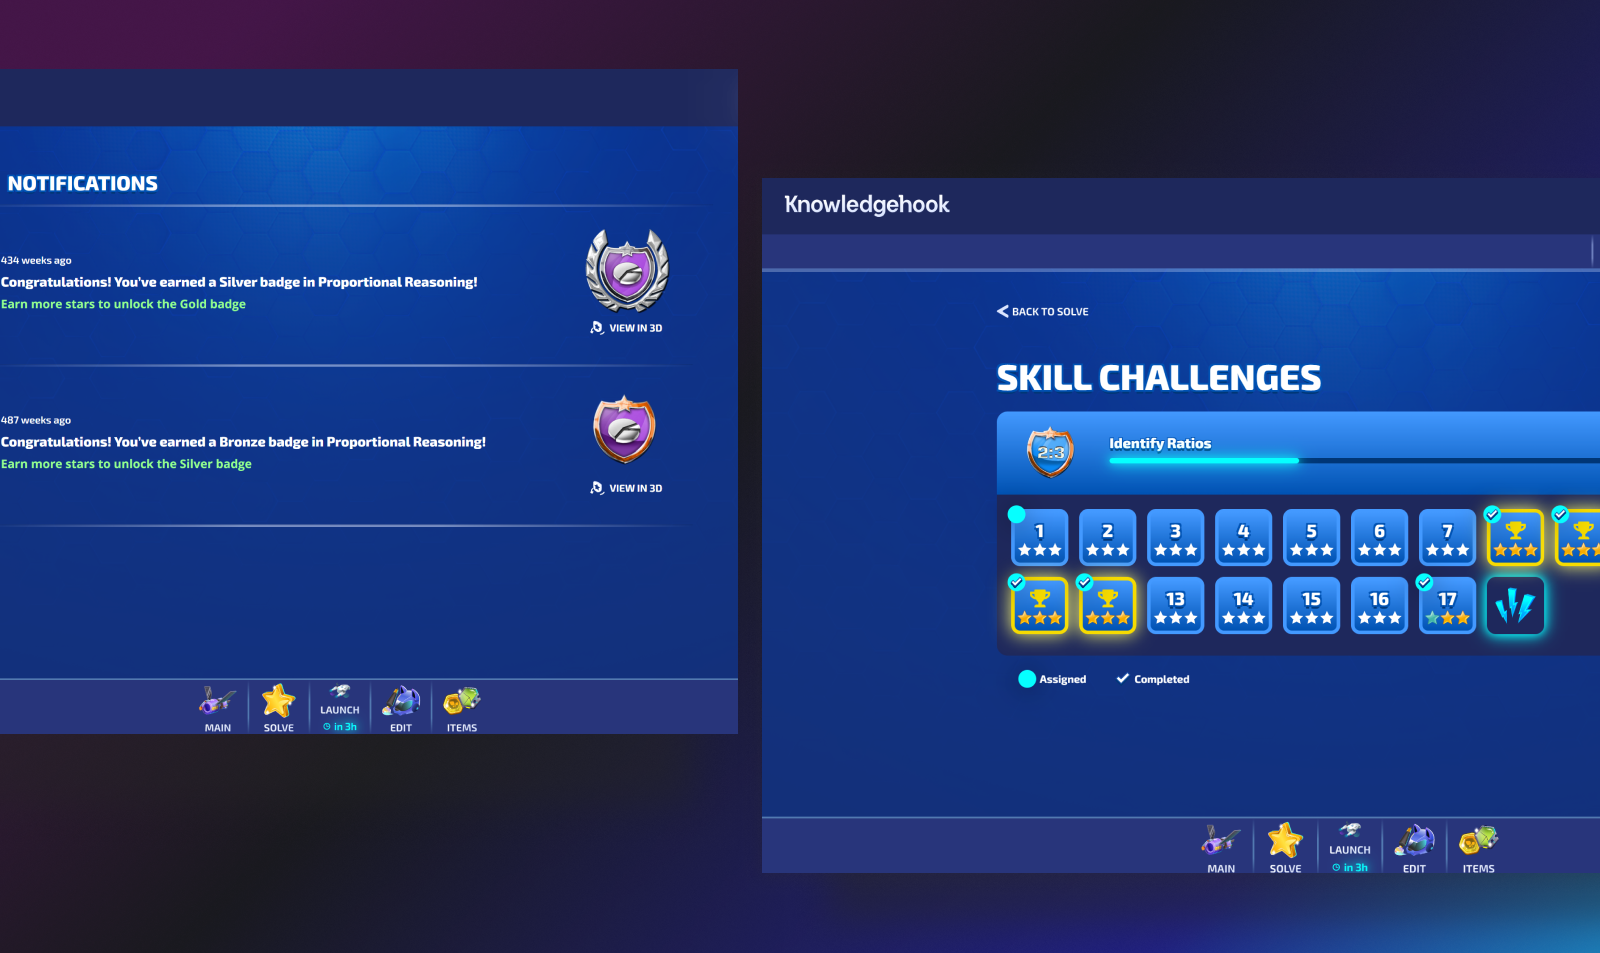 NOTIFICATIONS
434 weeks ago
Congratulations! You've earned a Silver badge in Proportional Reasoning!
Earn more stars to unlock the Gold badge
VIEW IN 3D
487 weeks ago
Congratulations! You've earned a Bronze badge in Proportional Reasoning!
Earn more stars to unlock the Silver badge
VIEW IN 3D
MAIN
SOLVE
LAUNCH
in 3h
EDIT
ITEMS
Knowledgehook
BACK TO SOLVE
SKILL CHALLENGES
2:3
Identify Ratios
1 2 3 4 5 6 7
13 14 15 16 17
Assigned
Completed
MAIN
SOLVE
LAUNCH
in 3h
EDIT
ITEMS